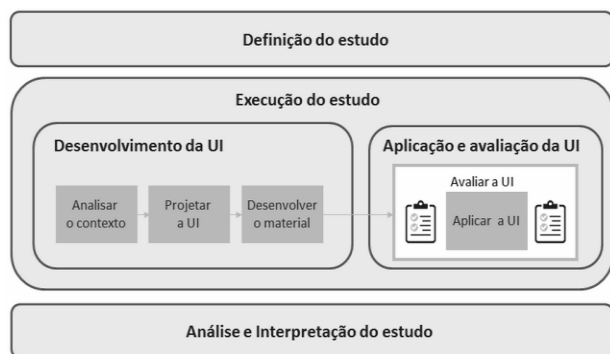 Definição do estudo
Execução do estudo
Desenvolvimento da UI
Aplicação e avaliação da UI
Analisar
o contexto
Projetar
a UI
Desenvolver
o material
Avaliar a UI
Aplicar a UI
Análise e Interpretação do estudo